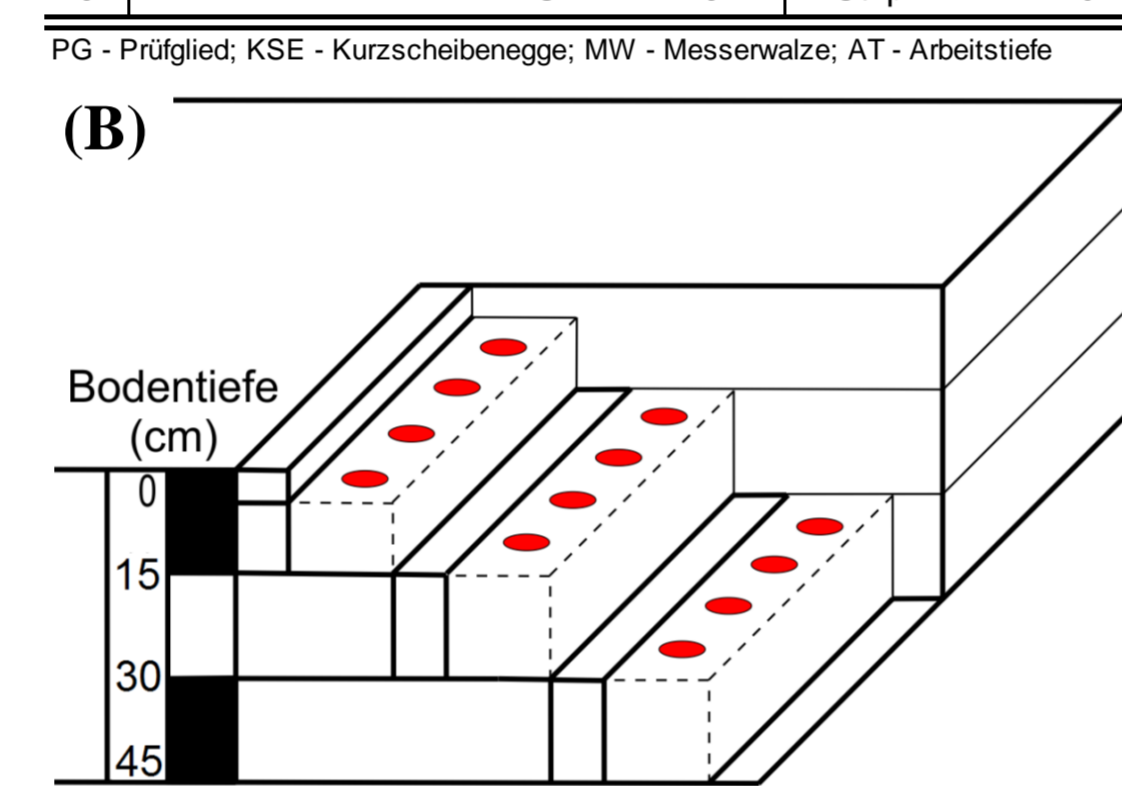 PG - Prüfglied; KSE - Kurzscheibenegge; MW - Messerwalze; AT - Arbeitstiefe
(B)
Bodentiefe
(cm)
0
15
30
45